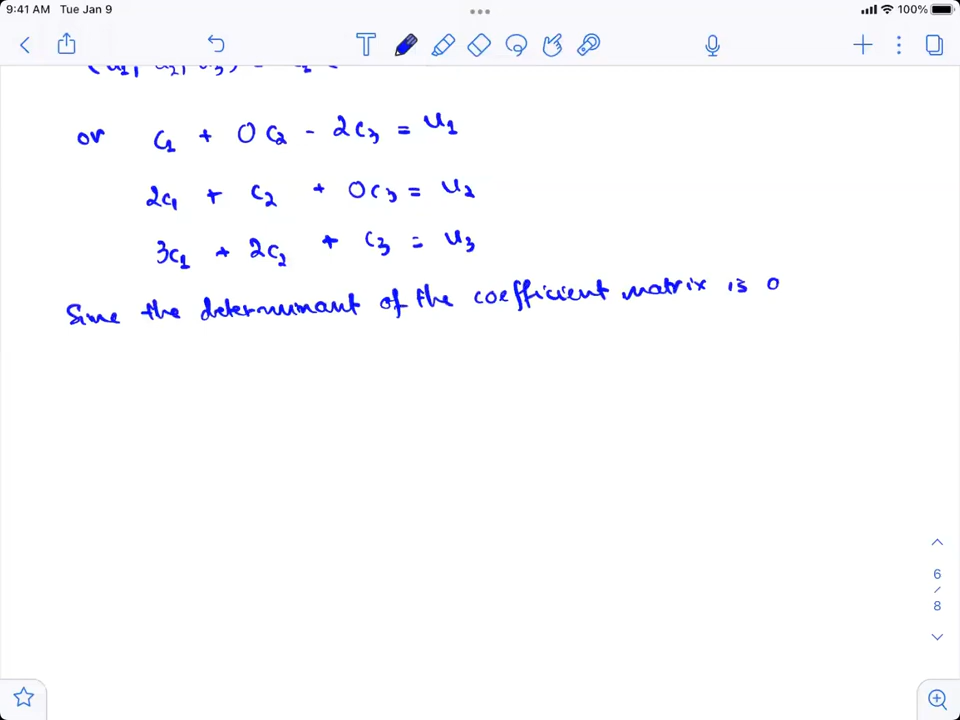 9:41 AM Tue Jan 9
100%
T
or c₁ + 0c₂ - 2c₃ = u₁
2c₁ + c₂ + 0c₃ = u₂
3c₁ + 2c₂ + c₃ = u₃
Since the determinant of the coefficient matrix is 0
6
/
8